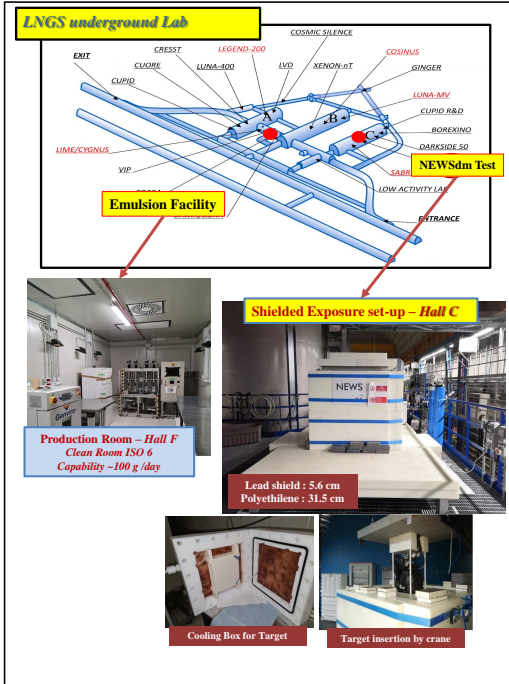 LNGS underground Lab
COSMIC SILENCE
LEGEND-200
CRESST
COSINUS
EXIT
CUORE
LUNA-400
LVD
XENON-nT
GINGER
CUPID
LUNA-MV
A
B
CUPID R&D
C
BOREXINO
DARKSIDE 50
LIME/CYGNUS
NEWSdm Test
VIP
SABR
LOW ACTIVITY LAB
Emulsion Facility
ENTRANCE
Shielded Exposure set-up – Hall C
NEWS
Gemmo
Production Room – Hall F
Clean Room ISO 6
Capability ~100 g /day
Lead shield : 5.6 cm
Polyethilene : 31.5 cm
Cooling Box for Target
Target insertion by crane